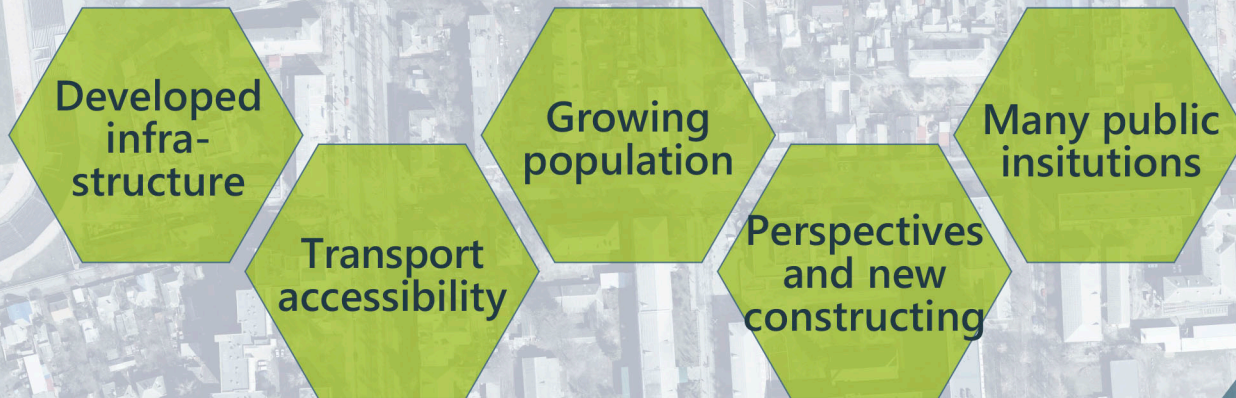 Developed
infra-
structure
Transport
accessibility
Growing
population
Perspectives
and new
constructing
Many public
insitutions